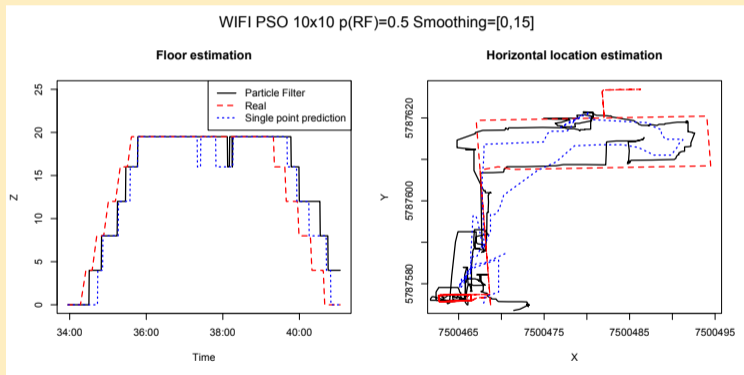 WIFI PSO 10x10 p(RF)=0.5 Smoothing=[0,15]
Floor estimation
Particle Filter
Real
Single point prediction
25
20
15
10
5
0
Z
34:00 36:00 38:00 40:00
Time
Horizontal location estimation
5787620
5787600
5787580
Y
7500465 7500475 7500485 7500495
X